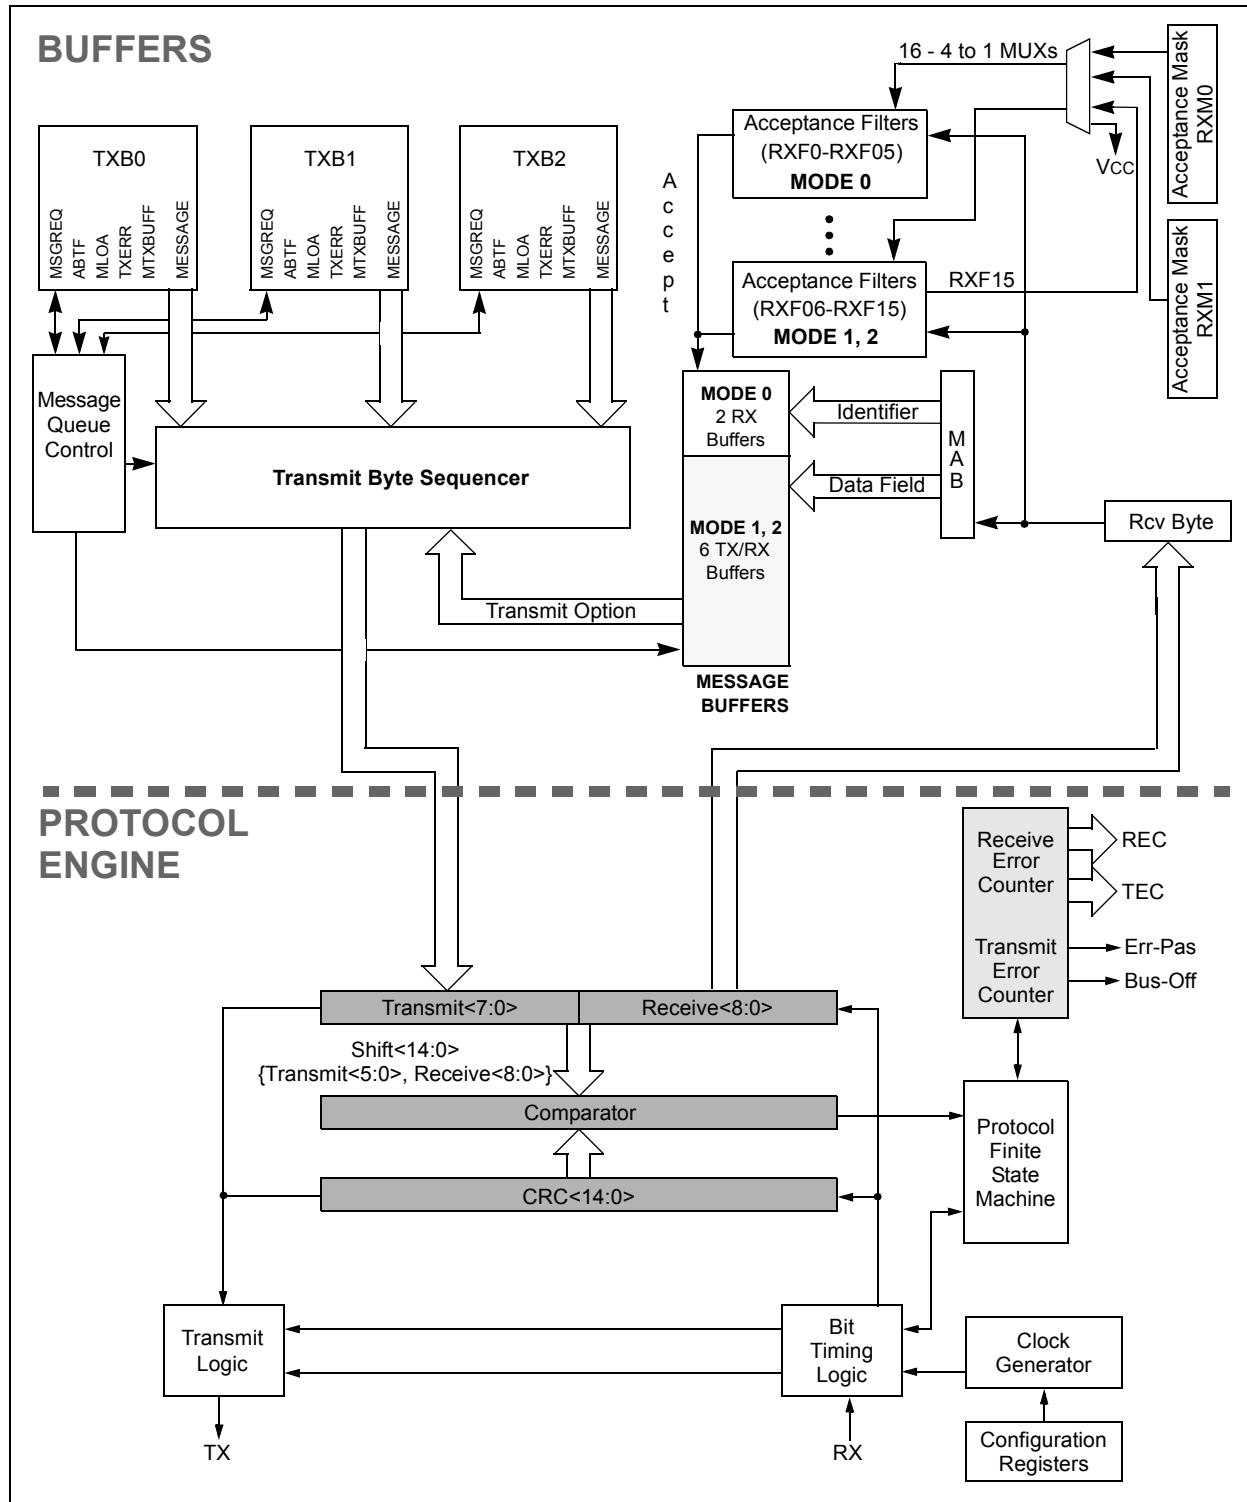 BUFFERS
16 - 4 to 1 MUXs
Acceptance Mask
RXM0
VCC
Acceptance Filters
(RXF0-RXF05)
MODE 0
Accept
TXB0
MSGREQ
ABTF
MLOA
TXERR
MTXBUFF
MESSAGE
TXB1
MSGREQ
ABTF
MLOA
TXERR
MTXBUFF
MESSAGE
TXB2
MSGREQ
ABTF
MLOA
TXERR
MTXBUFF
MESSAGE
Acceptance Filters
(RXF06-RXF15)
MODE 1, 2
RXF15
Acceptance Mask
RXM1
Message
Queue
Control
Transmit Byte Sequencer
MODE 0
2 RX
Buffers
Identifier
Data Field
MAB
MODE 1, 2
6 TX/RX
Buffers
Rcv Byte
Transmit Option
MESSAGE
BUFFERS
PROTOCOL
ENGINE
Receive
Error
Counter
REC
TEC
Transmit
Error
Counter
Err-Pas
Bus-Off
Transmit<7:0>
Receive<8:0>
Shift<14:0>
{Transmit<5:0>, Receive<8:0>}
Comparator
CRC<14:0>
Protocol
Finite
State
Machine
Transmit
Logic
Bit
Timing
Logic
Clock
Generator
TX
RX
Configuration
Registers